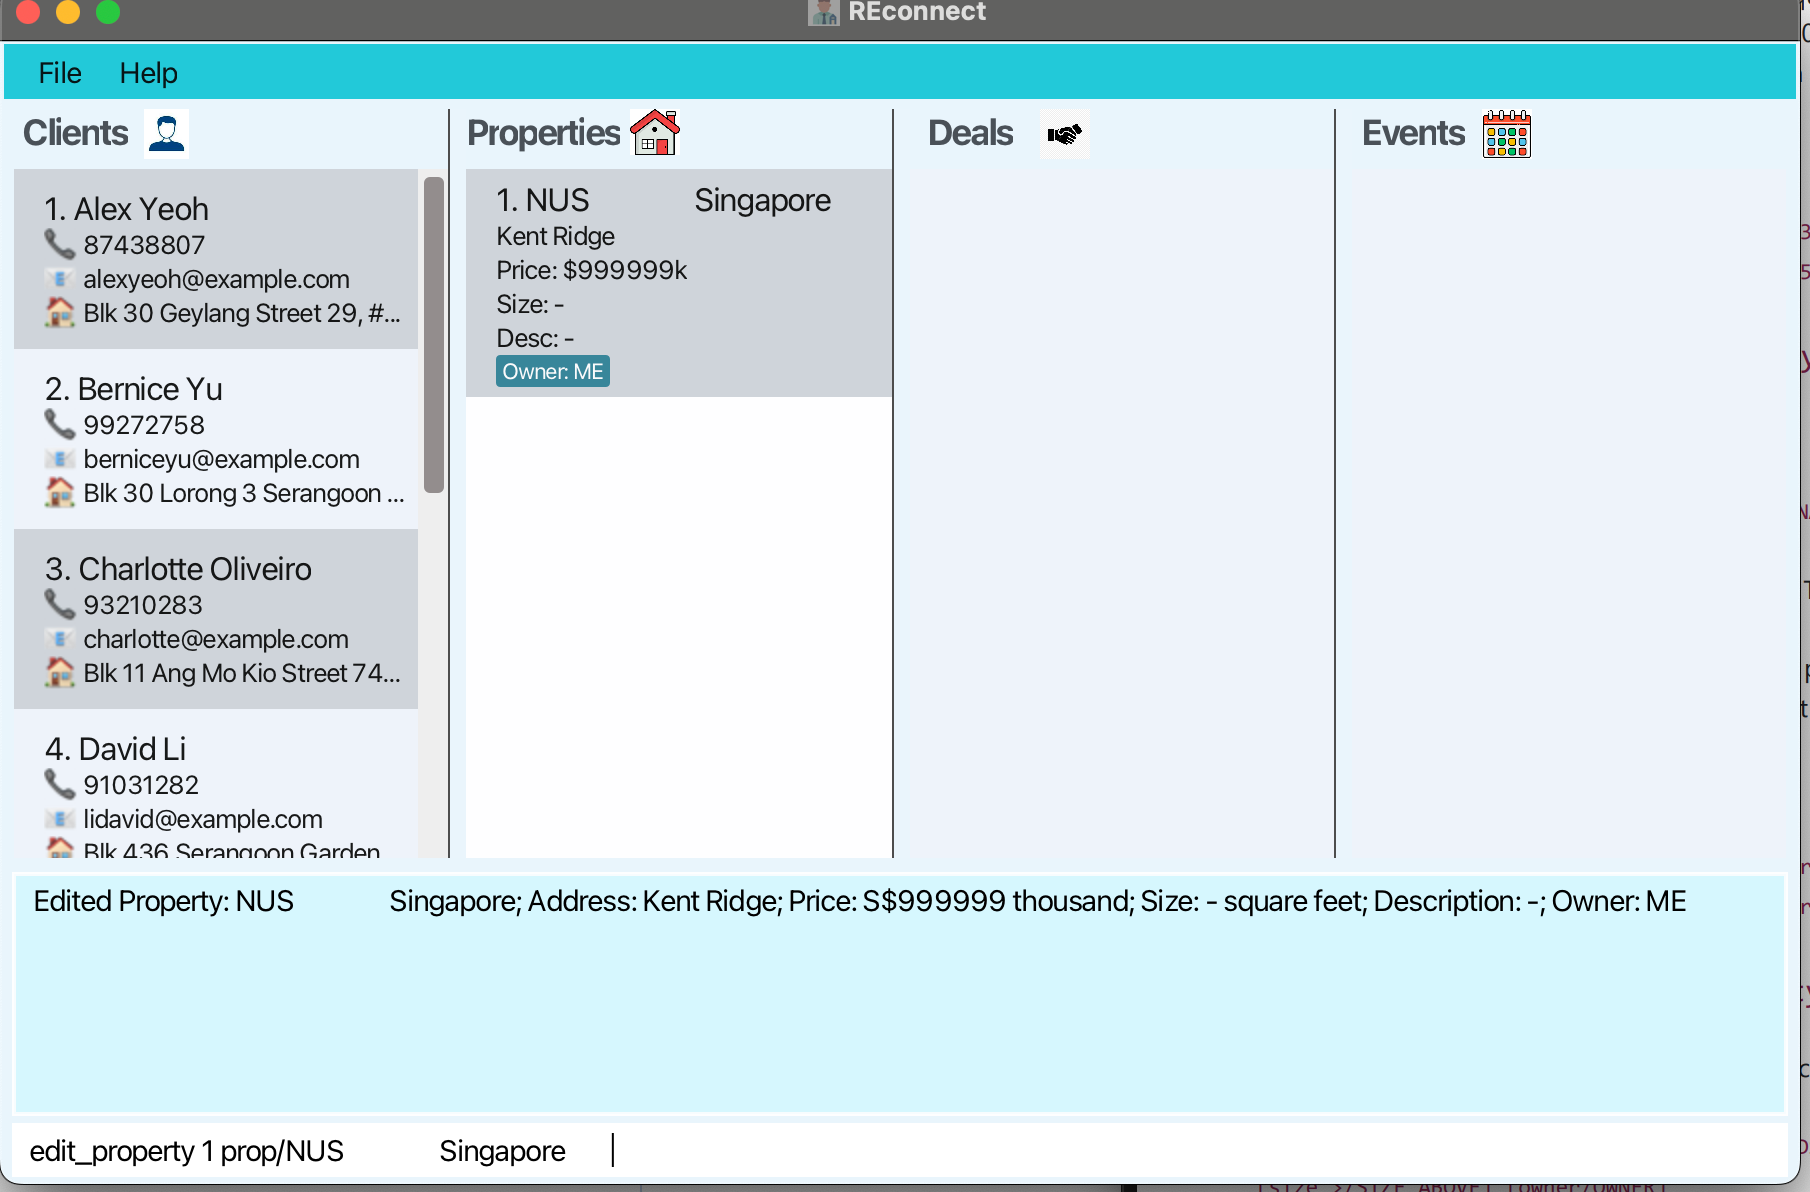 REconnect
File Help
Clients
1. Alex Yeoh
87438807
alexyeoh@example.com
Blk 30 Geylang Street 29, #...
2. Bernice Yu
99272758
berniceyu@example.com
Blk 30 Lorong 3 Serangoon ...
3. Charlotte Oliveiro
93210283
charlotte@example.com
Blk 11 Ang Mo Kio Street 74...
4. David Li
91031282
lidavid@example.com
Blk 436 Serangoon Garden
Properties
1. NUS Singapore
Kent Ridge
Price: $999999k
Size: -
Desc: -
Owner: ME
Deals
Events
Edited Property: NUS Singapore; Address: Kent Ridge; Price: S$999999 thousand; Size: - square feet; Description: -; Owner: ME
edit_property 1 prop/NUS Singapore